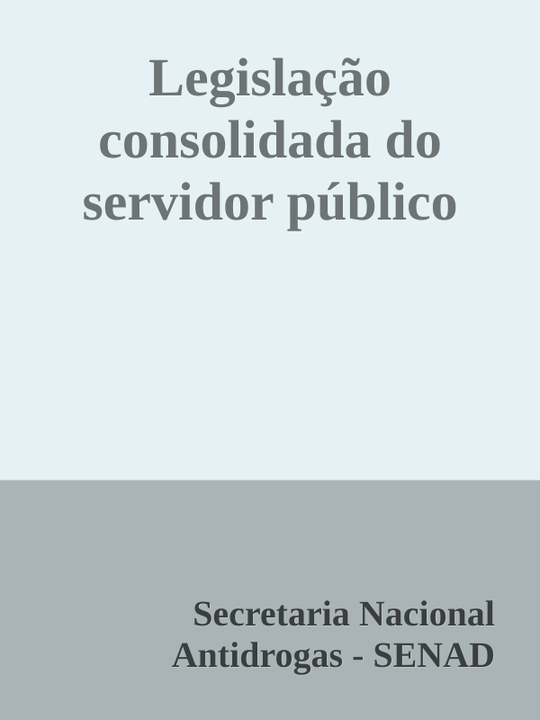 Legislação
consolidada do
servidor público
Secretaria Nacional
Antidrogas - SENAD